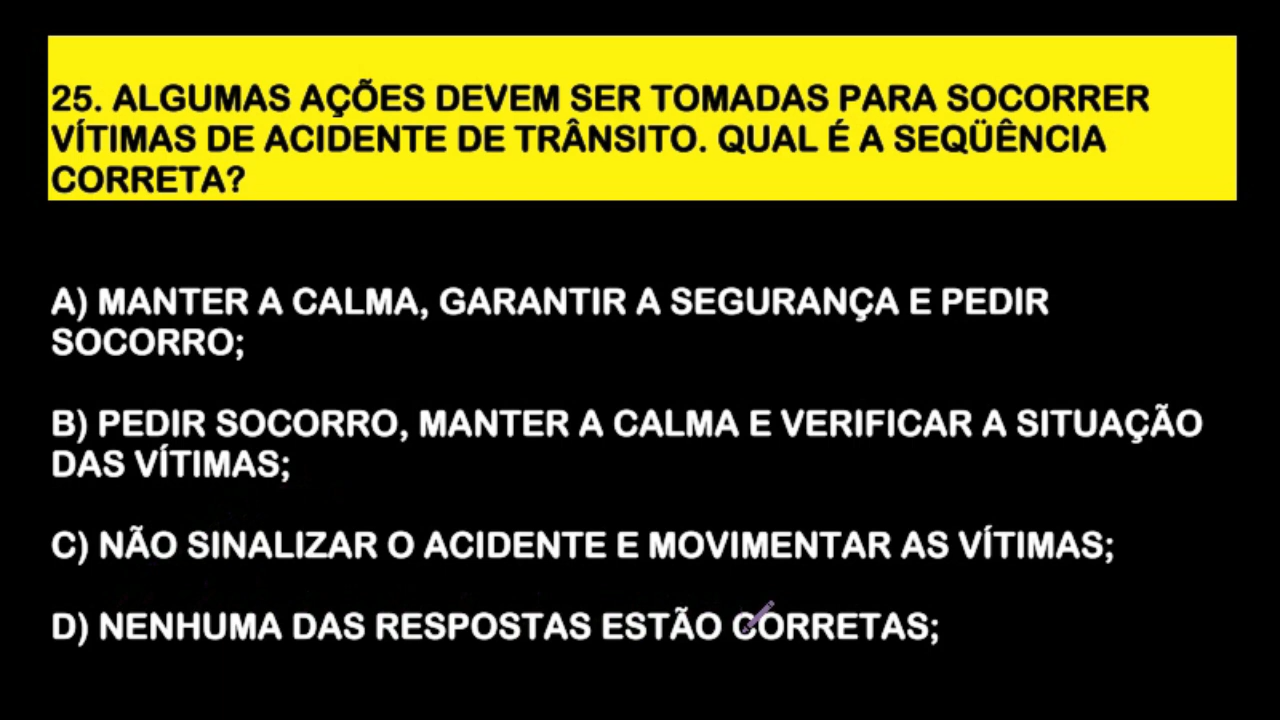 25. ALGUMAS AÇÕES DEVEM SER TOMADAS PARA SOCORRER
VÍTIMAS DE ACIDENTE DE TRÂNSITO. QUAL É A SEQÜÊNCIA
CORRETA?
A) MANTER A CALMA, GARANTIR A SEGURANÇA E PEDIR
SOCORRO;
B) PEDIR SOCORRO, MANTER A CALMA E VERIFICAR A SITUAÇÃO
DAS VÍTIMAS;
C) NÃO SINALIZAR O ACIDENTE E MOVIMENTAR AS VÍTIMAS;
D) NENHUMA DAS RESPOSTAS ESTÃO CORRETAS;